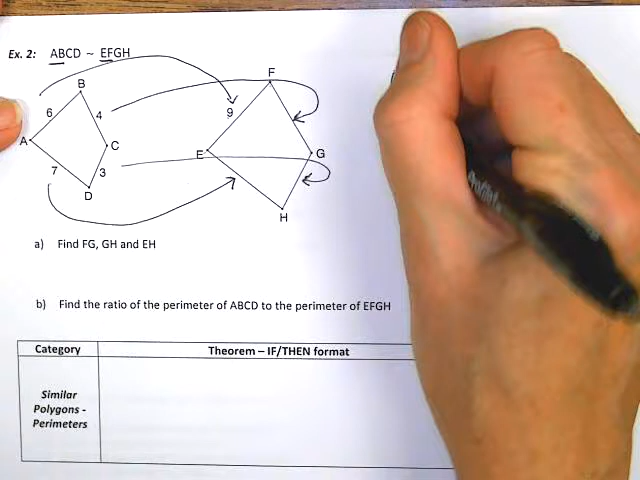 Ex. 2: ABCD ~ EFGH
B
6
4
A
C
7
3
D
F
9
E
G
H
a) Find FG, GH and EH
b) Find the ratio of the perimeter of ABCD to the perimeter of EFGH
Category
Theorem – IF/THEN format
Similar
Polygons -
Perimeters